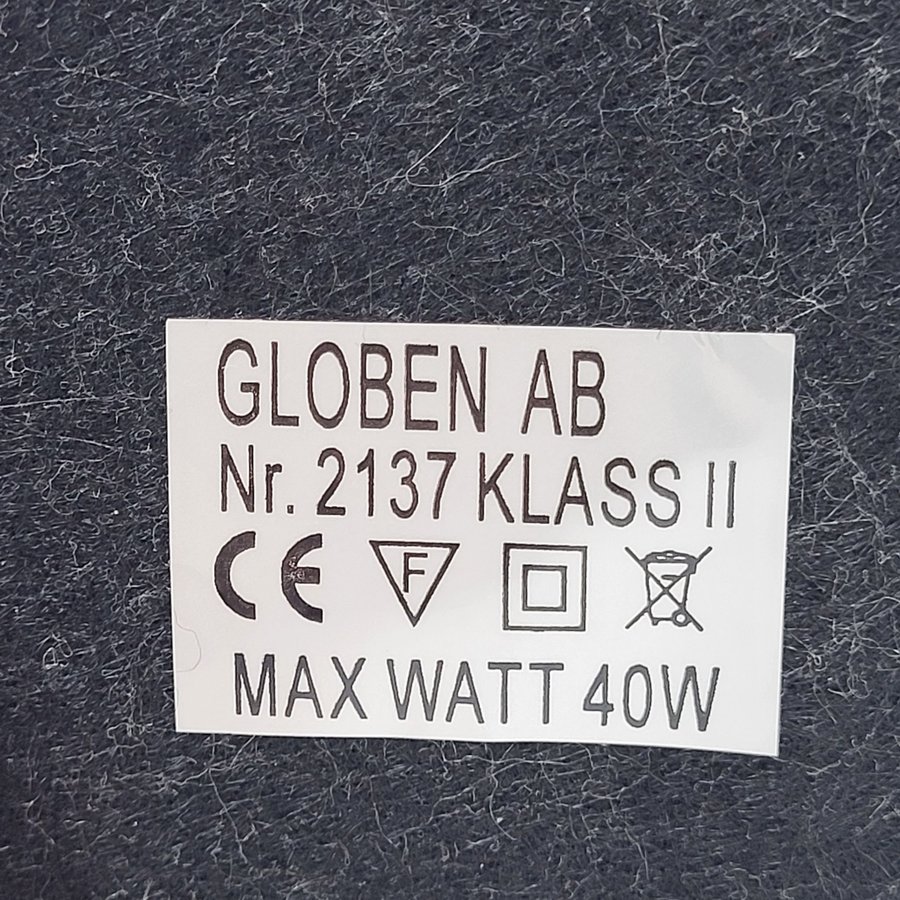 GLOBEN AB
Nr. 2137 KLASS II
CE F
MAX WATT 40W